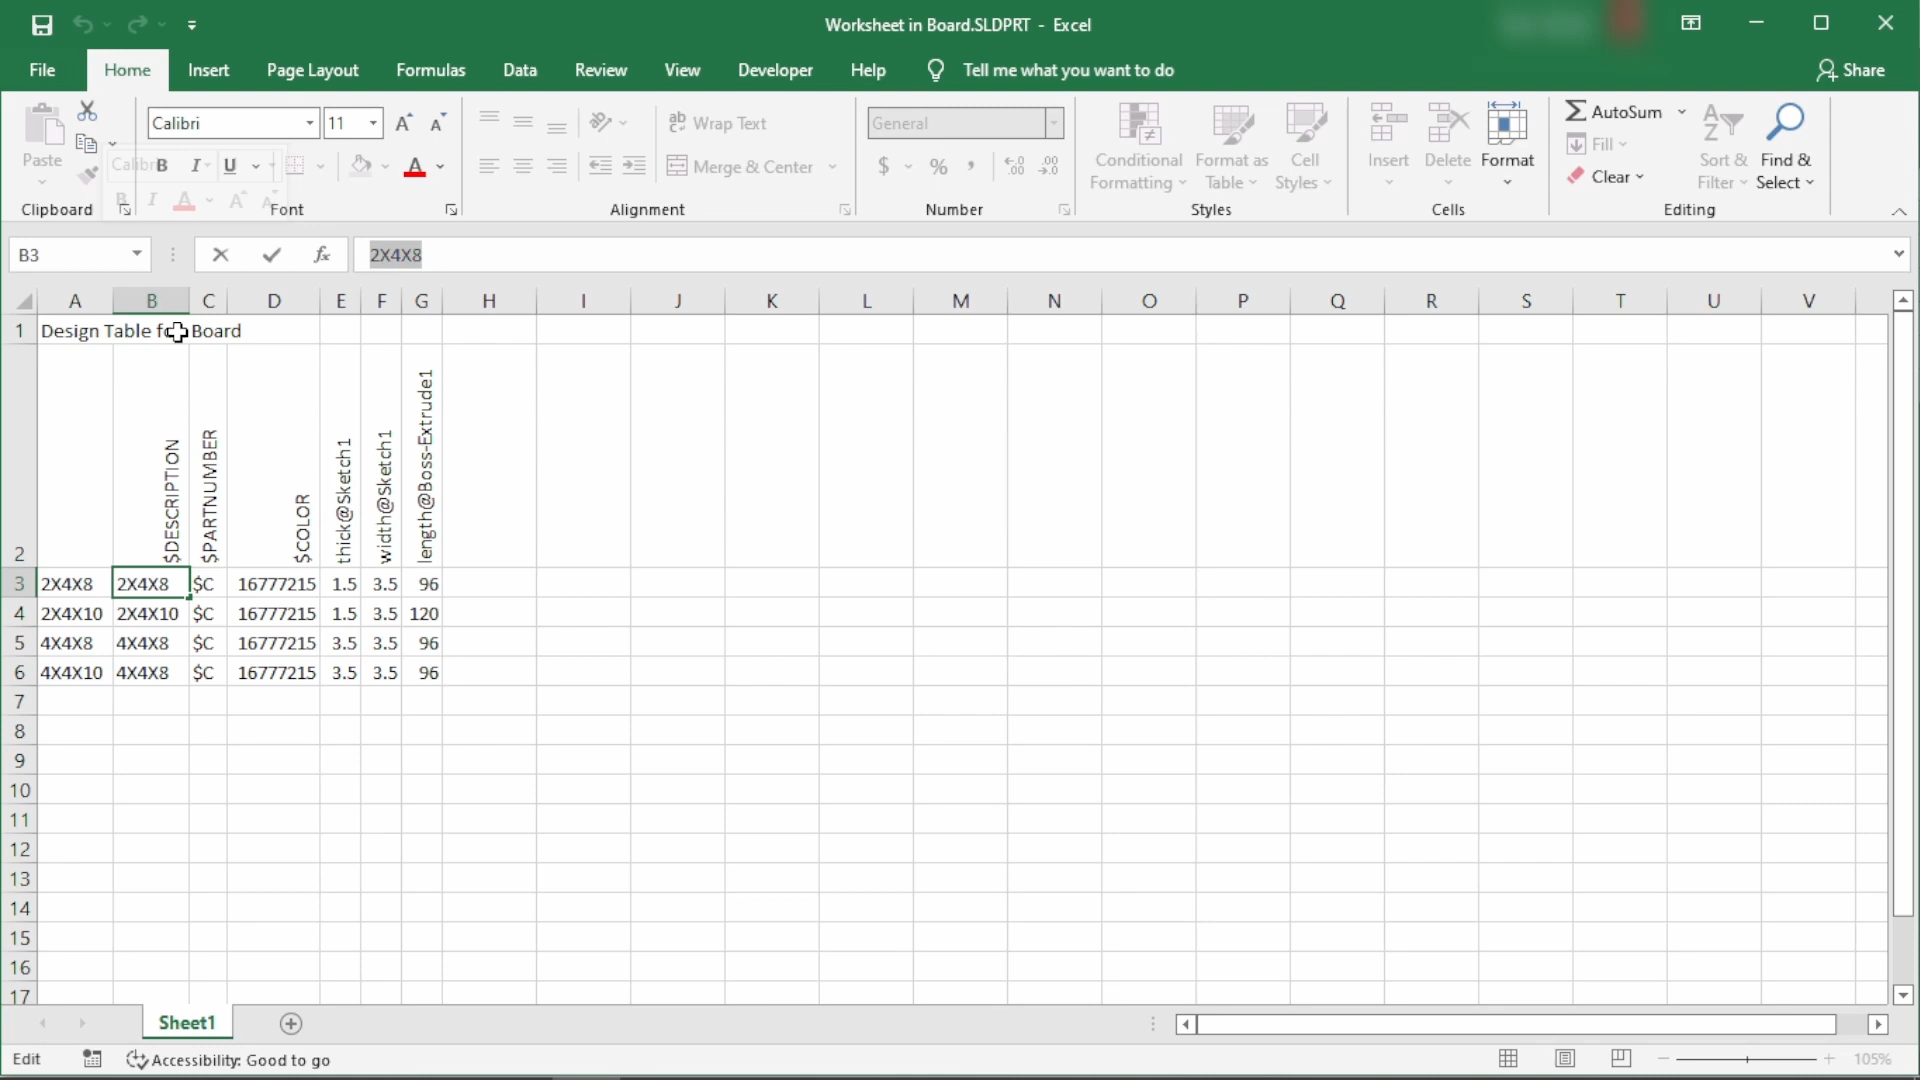 Worksheet in Board.SLDPRT - Excel
File Home Insert Page Layout Formulas Data Review View Developer Help Tell me what you want to do Share
Paste
Clipboard
Calibri 11
Calibri B I U A
B I A A
Font
Wrap Text
Merge & Center
Alignment
General
$ % , .00
Number
Conditional Formatting
Format as Table
Cell Styles
Styles
Insert Delete Format
Cells
AutoSum
Fill
Clear
Sort & Filter
Find & Select
Editing
B3 fx 2X4X8
A B C D E F G H I J K L M N O P Q R S T U V
1 Design Table for Board
2 $DESCRIPTION $PARTNUMBER $COLOR thick@Sketch1 width@Sketch1 length@Boss-Extrude1
3 2X4X8 2X4X8 $C 16777215 1.5 3.5 96
4 2X4X10 2X4X10 $C 16777215 1.5 3.5 120
5 4X4X8 4X4X8 $C 16777215 3.5 3.5 96
6 4X4X10 4X4X8 $C 16777215 3.5 3.5 96
7
8
9
10
11
12
13
14
15
16
17
Sheet1
Edit Accessibility: Good to go 105%